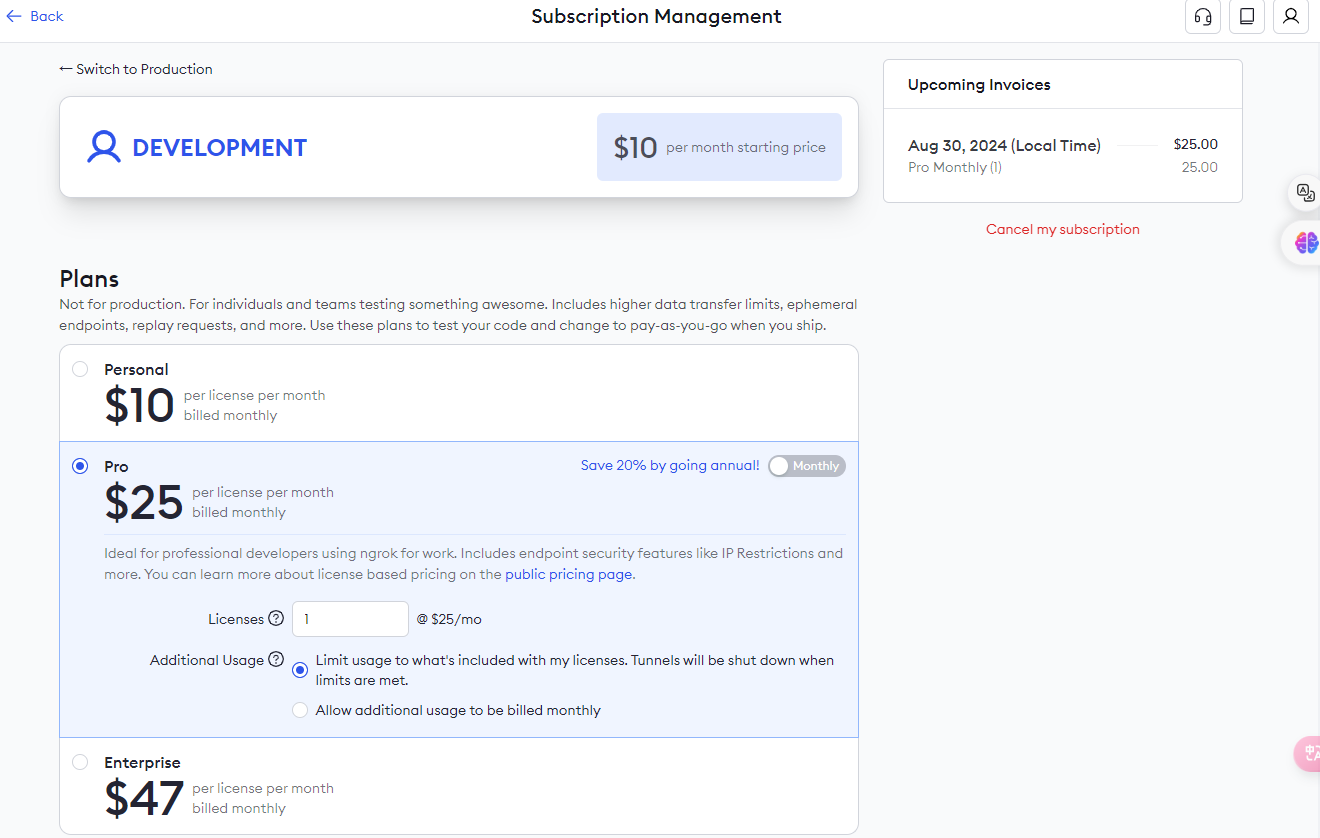 ← Back
Subscription Management
← Switch to Production
DEVELOPMENT
$10 per month starting price
Upcoming Invoices
Aug 30, 2024 (Local Time) $25.00
Pro Monthly (1) 25.00
Cancel my subscription
Plans
Not for production. For individuals and teams testing something awesome. Includes higher data transfer limits, ephemeral
endpoints, replay requests, and more. Use these plans to test your code and change to pay-as-you-go when you ship.
Personal
$10 per license per month
billed monthly
Pro
Save 20% by going annual! Monthly
$25 per license per month
billed monthly
Ideal for professional developers using ngrok for work. Includes endpoint security features like IP Restrictions and
more. You can learn more about license based pricing on the public pricing page.
Licenses ? 1 @ $25/mo
Additional Usage ? Limit usage to what's included with my licenses. Tunnels will be shut down when
limits are met.
Allow additional usage to be billed monthly
Enterprise
$47 per license per month
billed monthly